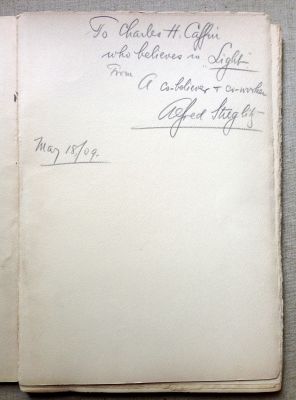 To Charles H. Caffin
who believes in "Light"
From
A co-believer & co-worker
Alfred Stieglitz
May 18/09.